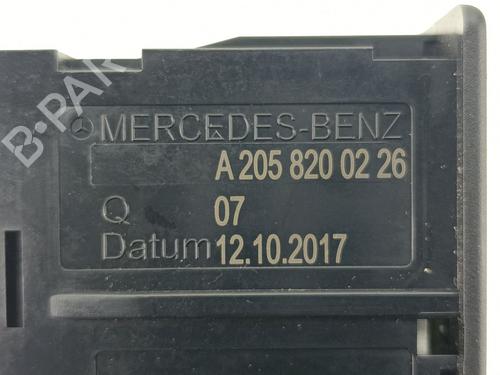 B-PAR
MERCEDES-BENZ
A 205 820 02 26
Q 07
Datum 12.10.2017